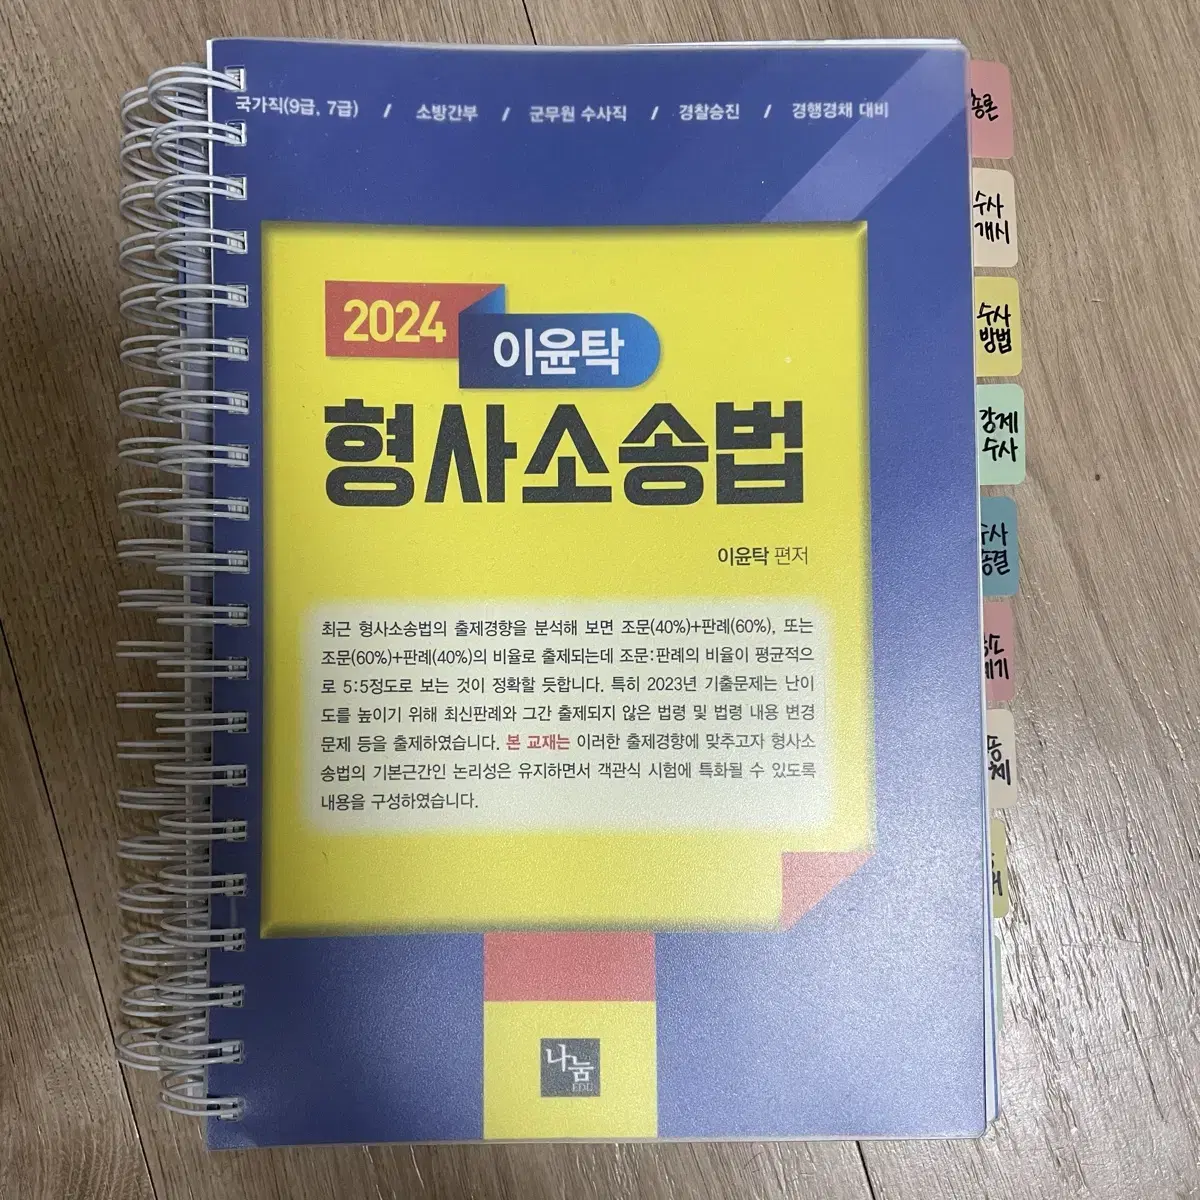 국가직(9급, 7급) / 소방간부 / 군무원 수사직 / 경찰승진 / 경행경채 대비
2024
이윤탁
형사소송법
이윤탁 편저
최근 형사소송법의 출제경향을 분석해 보면 조문(40%)+판례(60%), 또는
조문(60%)+판례(40%)의 비율로 출제되는데 조문:판례의 비율이 평균적으
로 5:5정도로 보는 것이 정확할 듯합니다. 특히 2023년 기출문제는 난이
도를 높이기 위해 최신판례와 그간 출제되지 않은 법령 및 법령 내용 변경
문제 등을 출제하였습니다. 본 교재는 이러한 출제경향에 맞추고자 형사소
송법의 기본근간인 논리성은 유지하면서 객관식 시험에 특화될 수 있도록
내용을 구성하였습니다.
나눔
EDU
총론
수사
개시
수사
방법
강제
수사
수사
종결